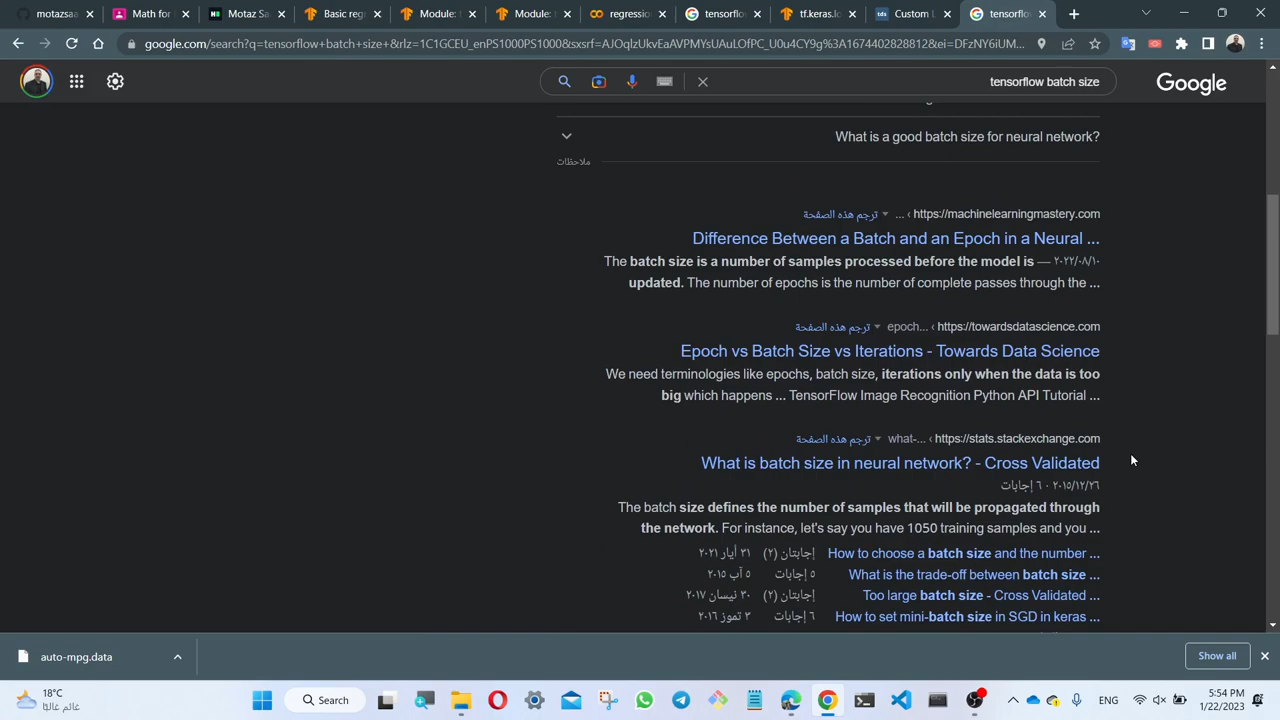 motazsaa
Math for
Motaz Sa
Basic reg
Module:
Module:
regressio
tensorflo
tf.keras.lo
Custom L
tensorflo
google.com/search?q=tensorflow+batch+size+&rlz=1C1GCEU_enPS1000PS1000&sxsrf=AJOqlzUkvEaAVPMYsUAuLOfPC_U0u4CY9g%3A1674402828812&ei=DFzNY6iUM...
tensorflow batch size
Google
What is a good batch size for neural network?
ملاحظات
https://machinelearningmastery.com › ... ترجم هذه الصفحة
Difference Between a Batch and an Epoch in a Neural ...
٢٠٢٢/٠٨/١٠ — The batch size is a number of samples processed before the model is
updated. The number of epochs is the number of complete passes through the ...
https://towardsdatascience.com › epoch... ترجم هذه الصفحة
Epoch vs Batch Size vs Iterations - Towards Data Science
We need terminologies like epochs, batch size, iterations only when the data is too
big which happens ... TensorFlow Image Recognition Python API Tutorial ...
https://stats.stackexchange.com › what-... ترجم هذه الصفحة
What is batch size in neural network? - Cross Validated
٢٠١٥/١٢/٢٦ · ٦ إجابات
The batch size defines the number of samples that will be propagated through
the network. For instance, let's say you have 1050 training samples and you ...
How to choose a batch size and the number ... إجابتان (٢) ٣١ أيار ٢٠٢١
What is the trade-off between batch size ... ٥ إجابات ٥ آب ٢٠١٥
Too large batch size - Cross Validated ... إجابتان (٢) ٣٠ نيسان ٢٠١٧
How to set mini-batch size in SGD in keras ... ٦ إجابات ٣ تموز ٢٠١٦
auto-mpg.data
Show all
18°C
غائم غالبًا
Search
ENG
5:54 PM
1/22/2023